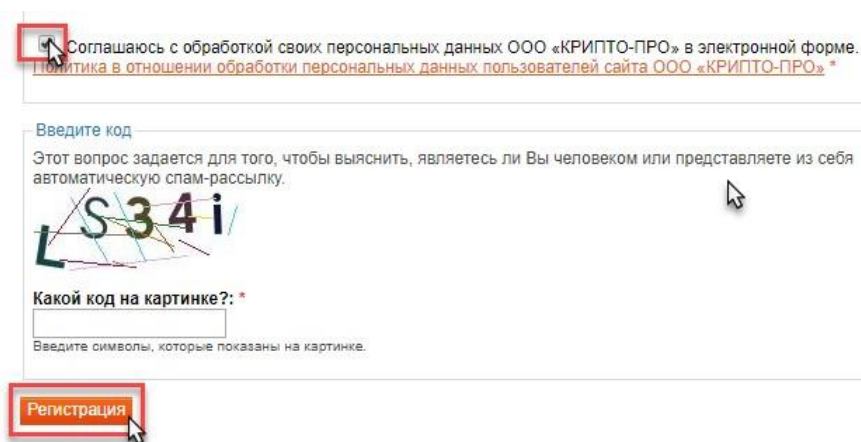 Соглашаюсь с обработкой своих персональных данных ООО «КРИПТО-ПРО» в электронной форме.
Политика в отношении обработки персональных данных пользователей сайта ООО «КРИПТО-ПРО» *
Введите код
Этот вопрос задается для того, чтобы выяснить, являетесь ли Вы человеком или представляете из себя
автоматическую спам-рассылку.
LS34i
Какой код на картинке?: *
Введите символы, которые показаны на картинке.
Регистрация